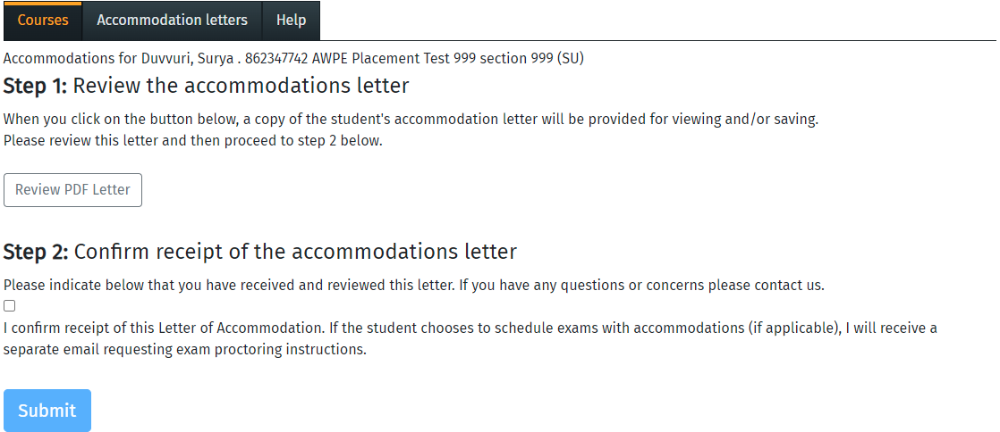 Courses Accommodation letters Help
Accommodations for Duvvuri, Surya . 862347742 AWPE Placement Test 999 section 999 (SU)
Step 1: Review the accommodations letter
When you click on the button below, a copy of the student's accommodation letter will be provided for viewing and/or saving.
Please review this letter and then proceed to step 2 below.
Review PDF Letter
Step 2: Confirm receipt of the accommodations letter
Please indicate below that you have received and reviewed this letter. If you have any questions or concerns please contact us.
I confirm receipt of this Letter of Accommodation. If the student chooses to schedule exams with accommodations (if applicable), I will receive a
separate email requesting exam proctoring instructions.
Submit